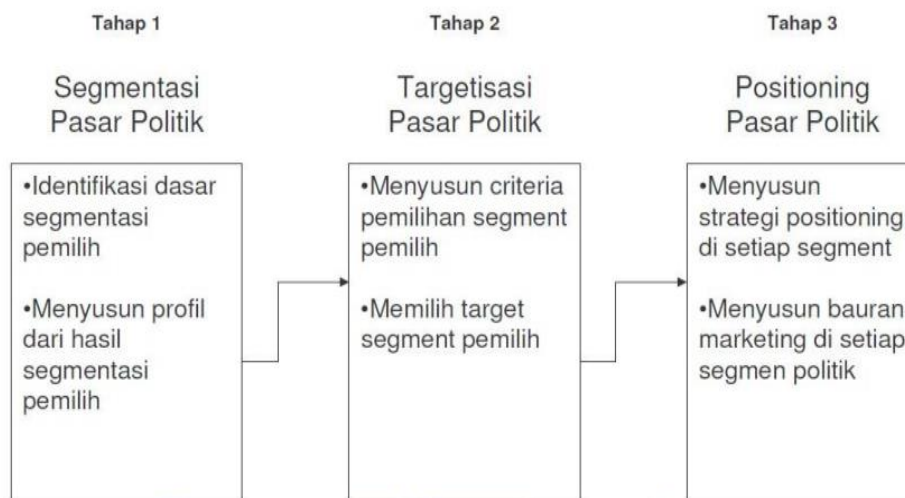 Tahap 1
Segmentasi
Pasar Politik
•Identifikasi dasar
segmentasi
pemilih
•Menyusun profil
dari hasil
segmentasi
pemilih
Tahap 2
Targetisasi
Pasar Politik
•Menyusun criteria
pemilihan segment
pemilih
•Memilih target
segment pemilih
Tahap 3
Positioning
Pasar Politik
•Menyusun
strategi positioning
di setiap segment
•Menyusun bauran
marketing di setiap
segmen politik